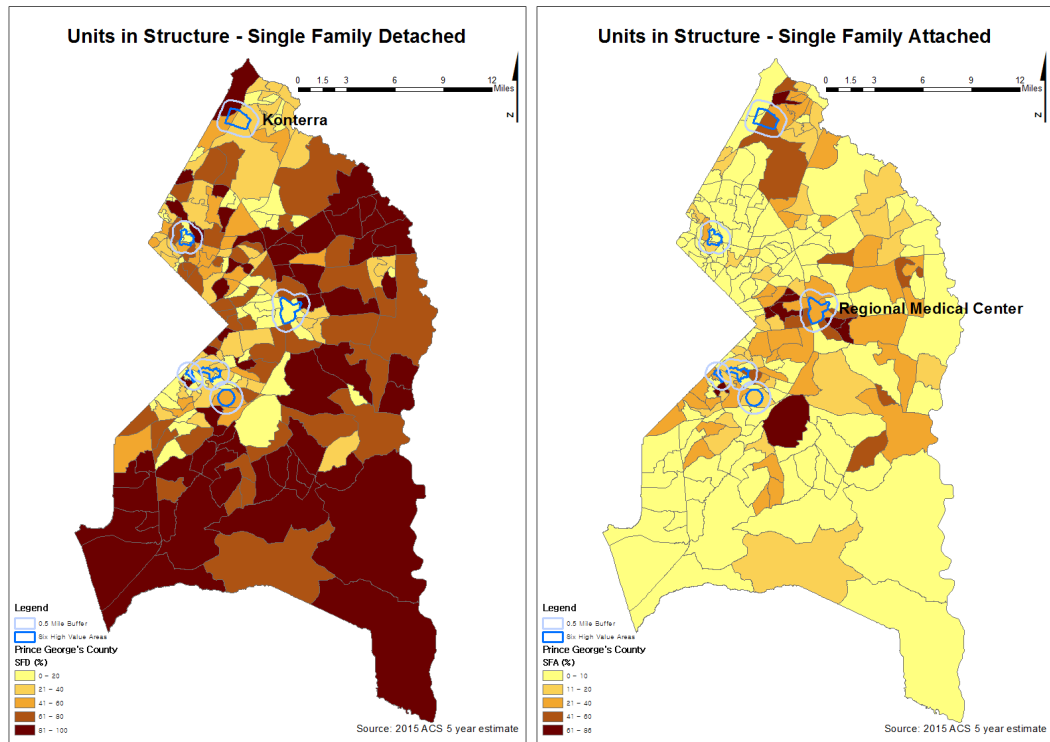 Units in Structure - Single Family Detached
0 1.5 3 6 9 12
Miles
N
Konterra
Legend
0.5 Mile Buffer
Six High Value Areas
Prince George's County
SFD (%)
0 - 20
21 - 40
41 - 60
61 - 80
81 - 100
Source: 2015 ACS 5 year estimate
Units in Structure - Single Family Attached
0 1.5 3 6 9 12
Miles
N
Regional Medical Center
Legend
0.5 Mile Buffer
Six High Value Areas
Prince George's County
SFA (%)
0 - 10
11 - 20
21 - 40
41 - 60
61 - 86
Source: 2015 ACS 5 year estimate